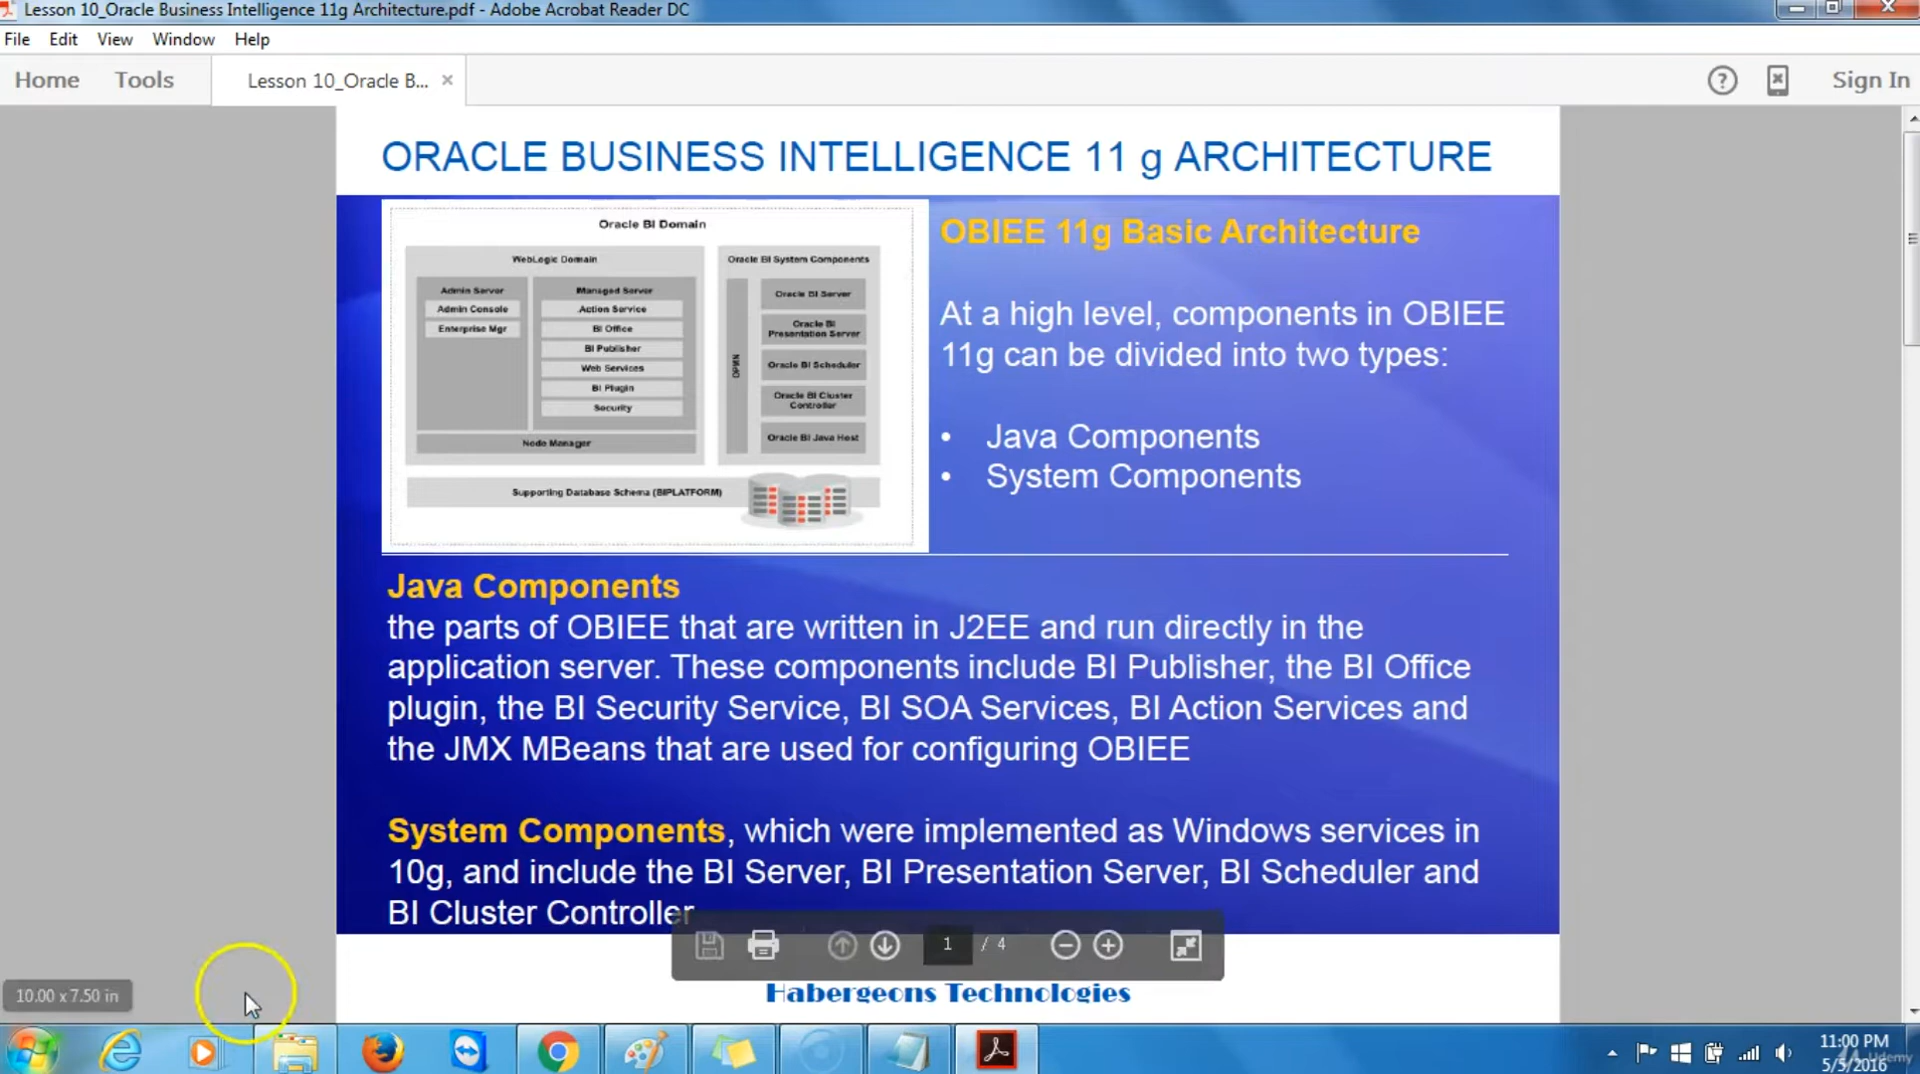 Lesson 10_Oracle Business Intelligence 11g Architecture.pdf - Adobe Acrobat Reader DC
File Edit View Window Help
Home Tools Lesson 10_Oracle B... × ? Sign In
ORACLE BUSINESS INTELLIGENCE 11 g ARCHITECTURE
Oracle BI Domain
WebLogic Domain
Admin Server
Admin Console
Enterprise Mgr
Managed Server
Action Service
BI Office
BI Publisher
Web Services
BI Plugin
Security
Node Manager
Oracle BI System Components
OPMN
Oracle BI Server
Oracle BI
Presentation Server
Oracle BI Scheduler
Oracle BI Cluster
Controller
Oracle BI Java Host
Supporting Database Schema (BIPLATFORM)
OBIEE 11g Basic Architecture
At a high level, components in OBIEE
11g can be divided into two types:
• Java Components
• System Components
Java Components
the parts of OBIEE that are written in J2EE and run directly in the
application server. These components include BI Publisher, the BI Office
plugin, the BI Security Service, BI SOA Services, BI Action Services and
the JMX MBeans that are used for configuring OBIEE
System Components, which were implemented as Windows services in
10g, and include the BI Server, BI Presentation Server, BI Scheduler and
BI Cluster Controller
1 / 4
10.00 x 7.50 in
Habergeons Technologies
11:00 PM
5/5/2016
Udemy